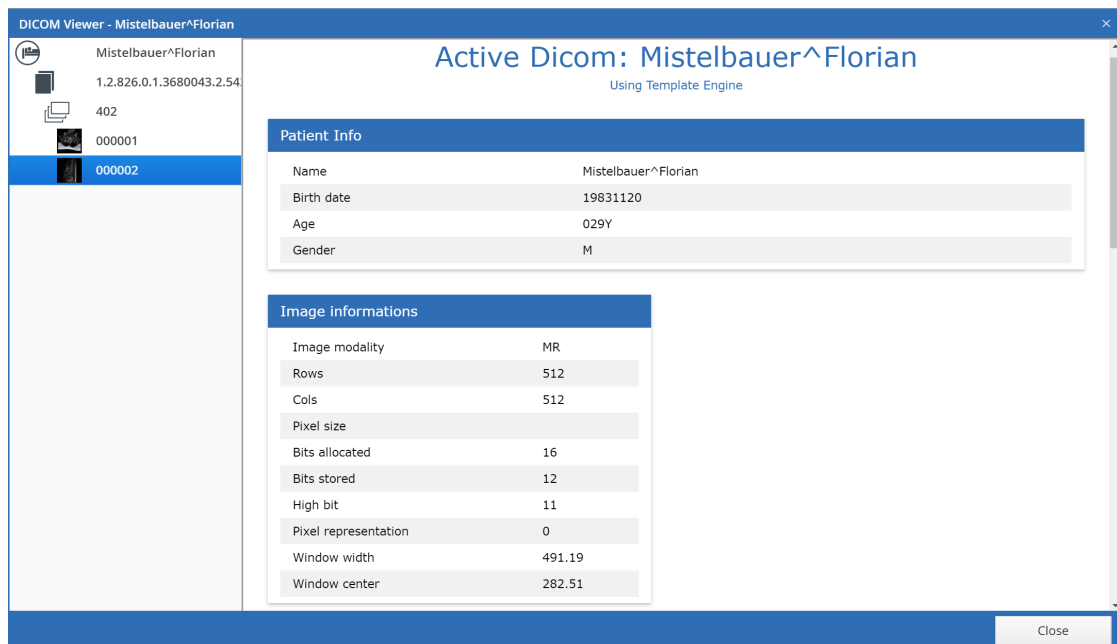 DICOM Viewer - Mistelbauer^Florian
×
Mistelbauer^Florian
1.2.826.0.1.3680043.2.54
402
000001
000002
Active Dicom: Mistelbauer^Florian
Using Template Engine
Patient Info
Name Mistelbauer^Florian
Birth date 19831120
Age 029Y
Gender M
Image informations
Image modality MR
Rows 512
Cols 512
Pixel size
Bits allocated 16
Bits stored 12
High bit 11
Pixel representation 0
Window width 491.19
Window center 282.51
Close